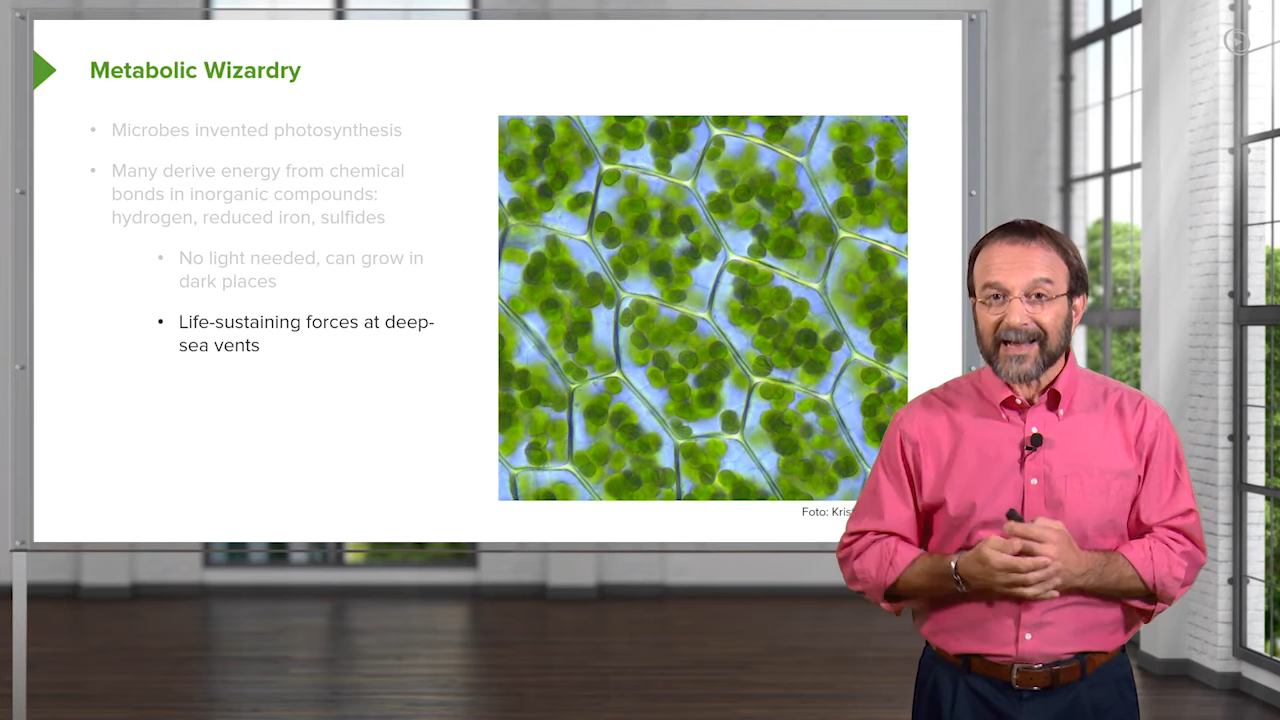 Metabolic Wizardry
• Microbes invented photosynthesis
• Many derive energy from chemical
bonds in inorganic compounds:
hydrogen, reduced iron, sulfides
• No light needed, can grow in
dark places
• Life-sustaining forces at deep-
sea vents
Foto: